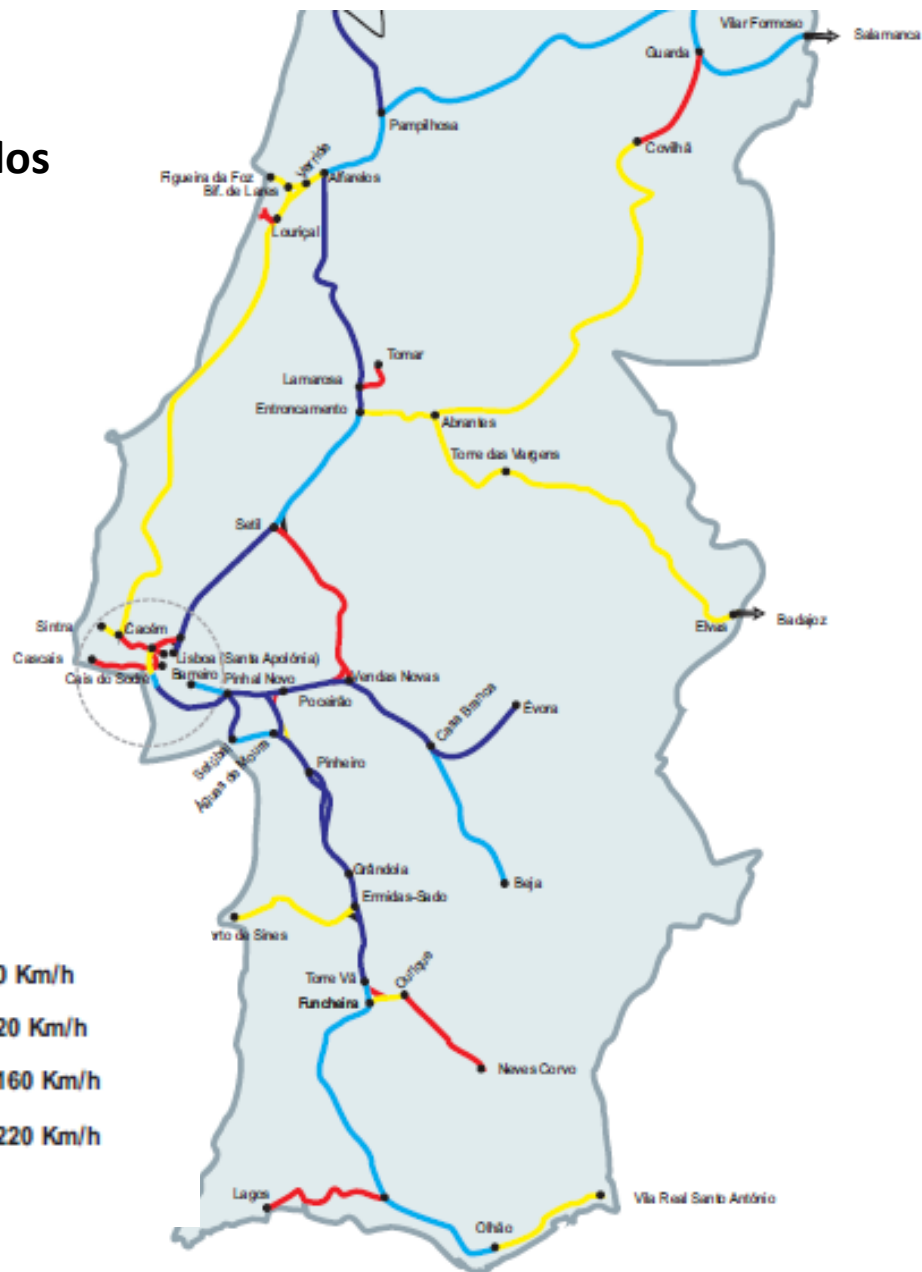 Vilar Formoso
Salamanca
Guarda
Pampilhosa
los
Covilhã
Verride
Figueira da Foz
Alfarelos
Bif. de Lares
Louriçal
Tomar
Lamarosa
Entroncamento
Abrantes
Torre das Vargens
Setil
Sintra
Cacém
Elvas
Badajoz
Cascais
Lisboa (Santa Apolónia)
Cais do Sodré
Barreiro
Pinhal Novo
Vendas Novas
Poceirão
Casa Branca
Évora
Setúbal
Águas de Moura
Pinheiro
Grândola
Beja
Ermidas-Sado
rto de Sines
0 Km/h
Torre Vã
Ourique
Funcheira
20 Km/h
Neves Corvo
160 Km/h
220 Km/h
Lagos
Vila Real Santo António
Olhão